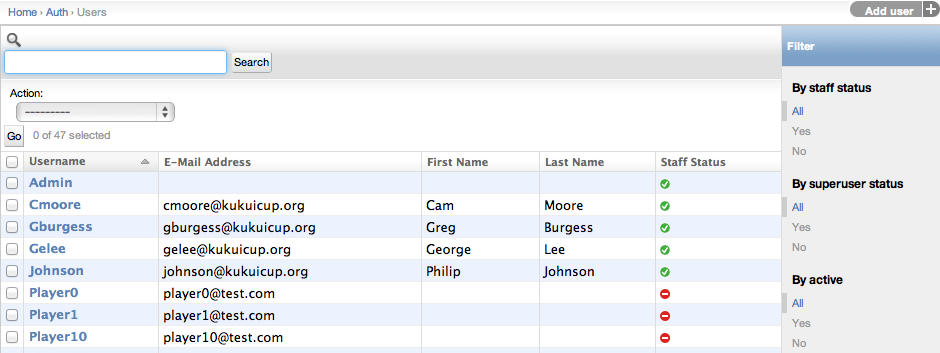 Home › Auth › Users
Add user +
Search
Action:
---------
Go 0 of 47 selected
Username E-Mail Address First Name Last Name Staff Status
Admin
Cmoore cmoore@kukuicup.org Cam Moore
Gburgess gburgess@kukuicup.org Greg Burgess
Gelee gelee@kukuicup.org George Lee
Johnson johnson@kukuicup.org Philip Johnson
Player0 player0@test.com
Player1 player1@test.com
Player10 player10@test.com
Filter
By staff status
All
Yes
No
By superuser status
All
Yes
No
By active
All
Yes
No